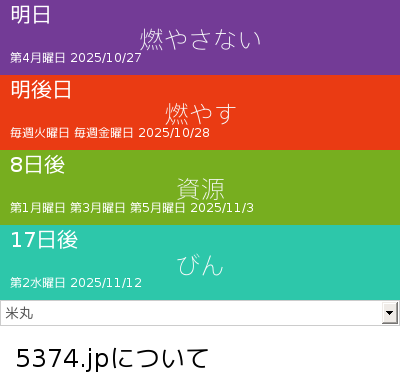 明日
燃やさない
第4月曜日 2025/10/27
明後日
燃やす
毎週火曜日 毎週金曜日 2025/10/28
8日後
資源
第1月曜日 第3月曜日 第5月曜日 2025/11/3
17日後
びん
第2水曜日 2025/11/12
米丸
5374.jpについて